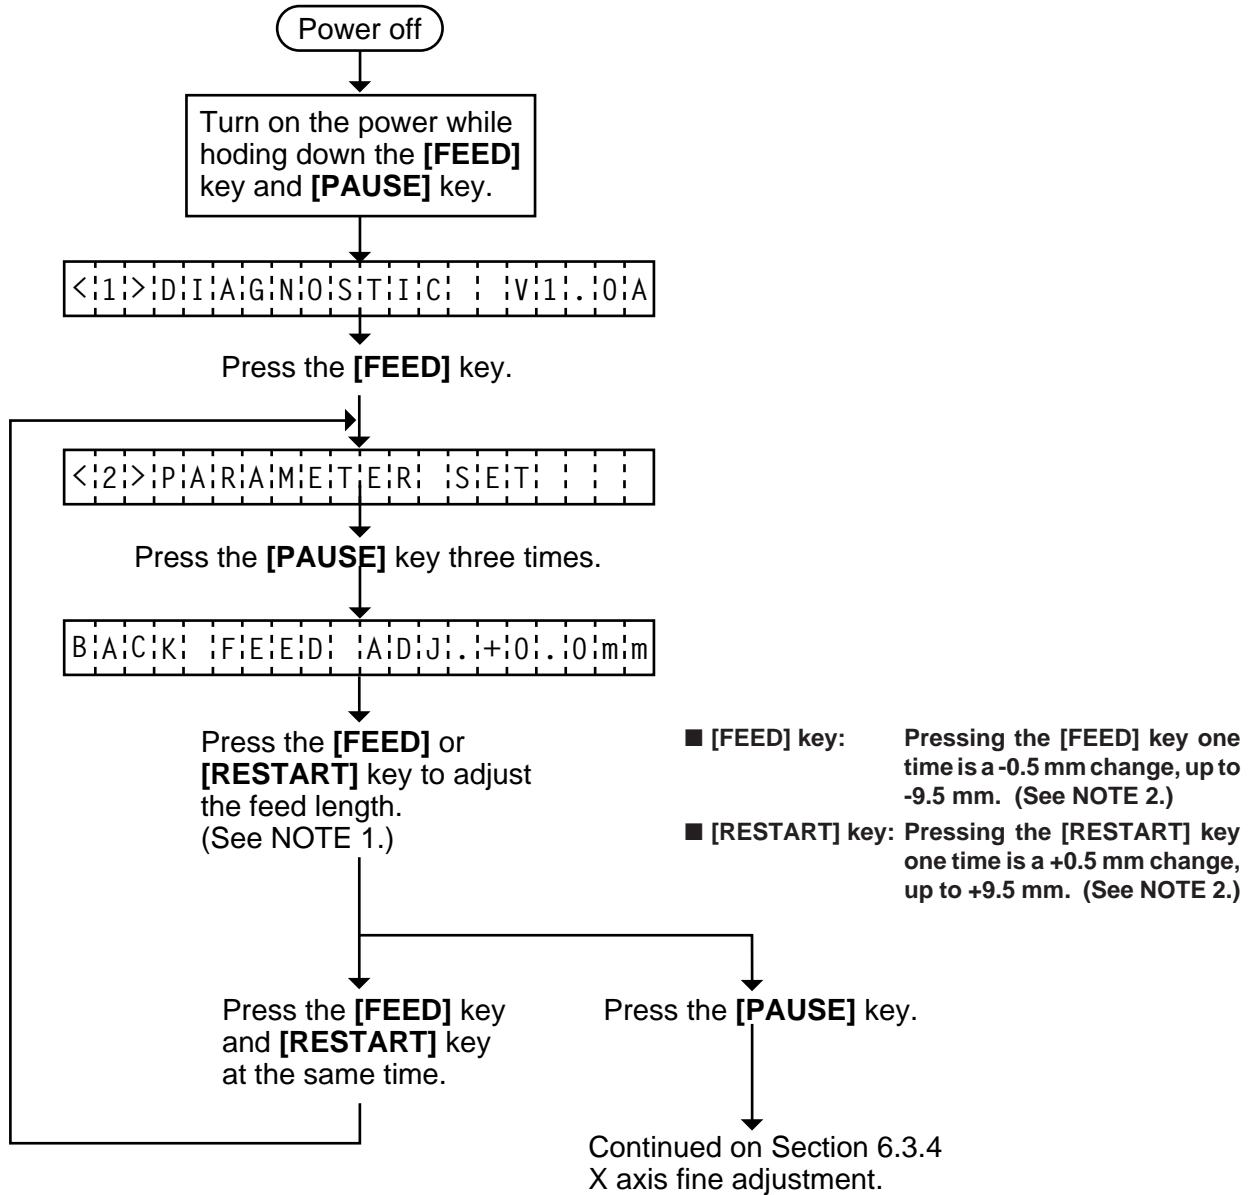 Power off
Turn on the power while
hoding down the [FEED]
key and [PAUSE] key.
<1>DIAGNOSTIC  V1.0A
Press the [FEED] key.
<2>PARAMETER SET
Press the [PAUSE] key three times.
BACK FEED ADJ.+0.0mm
Press the [FEED] or
[RESTART] key to adjust
the feed length.
(See NOTE 1.)
■ [FEED] key: Pressing the [FEED] key one
time is a -0.5 mm change, up to
-9.5 mm. (See NOTE 2.)
■ [RESTART] key: Pressing the [RESTART] key
one time is a +0.5 mm change,
up to +9.5 mm. (See NOTE 2.)
Press the [FEED] key
and [RESTART] key
at the same time.
Press the [PAUSE] key.
Continued on Section 6.3.4
X axis fine adjustment.